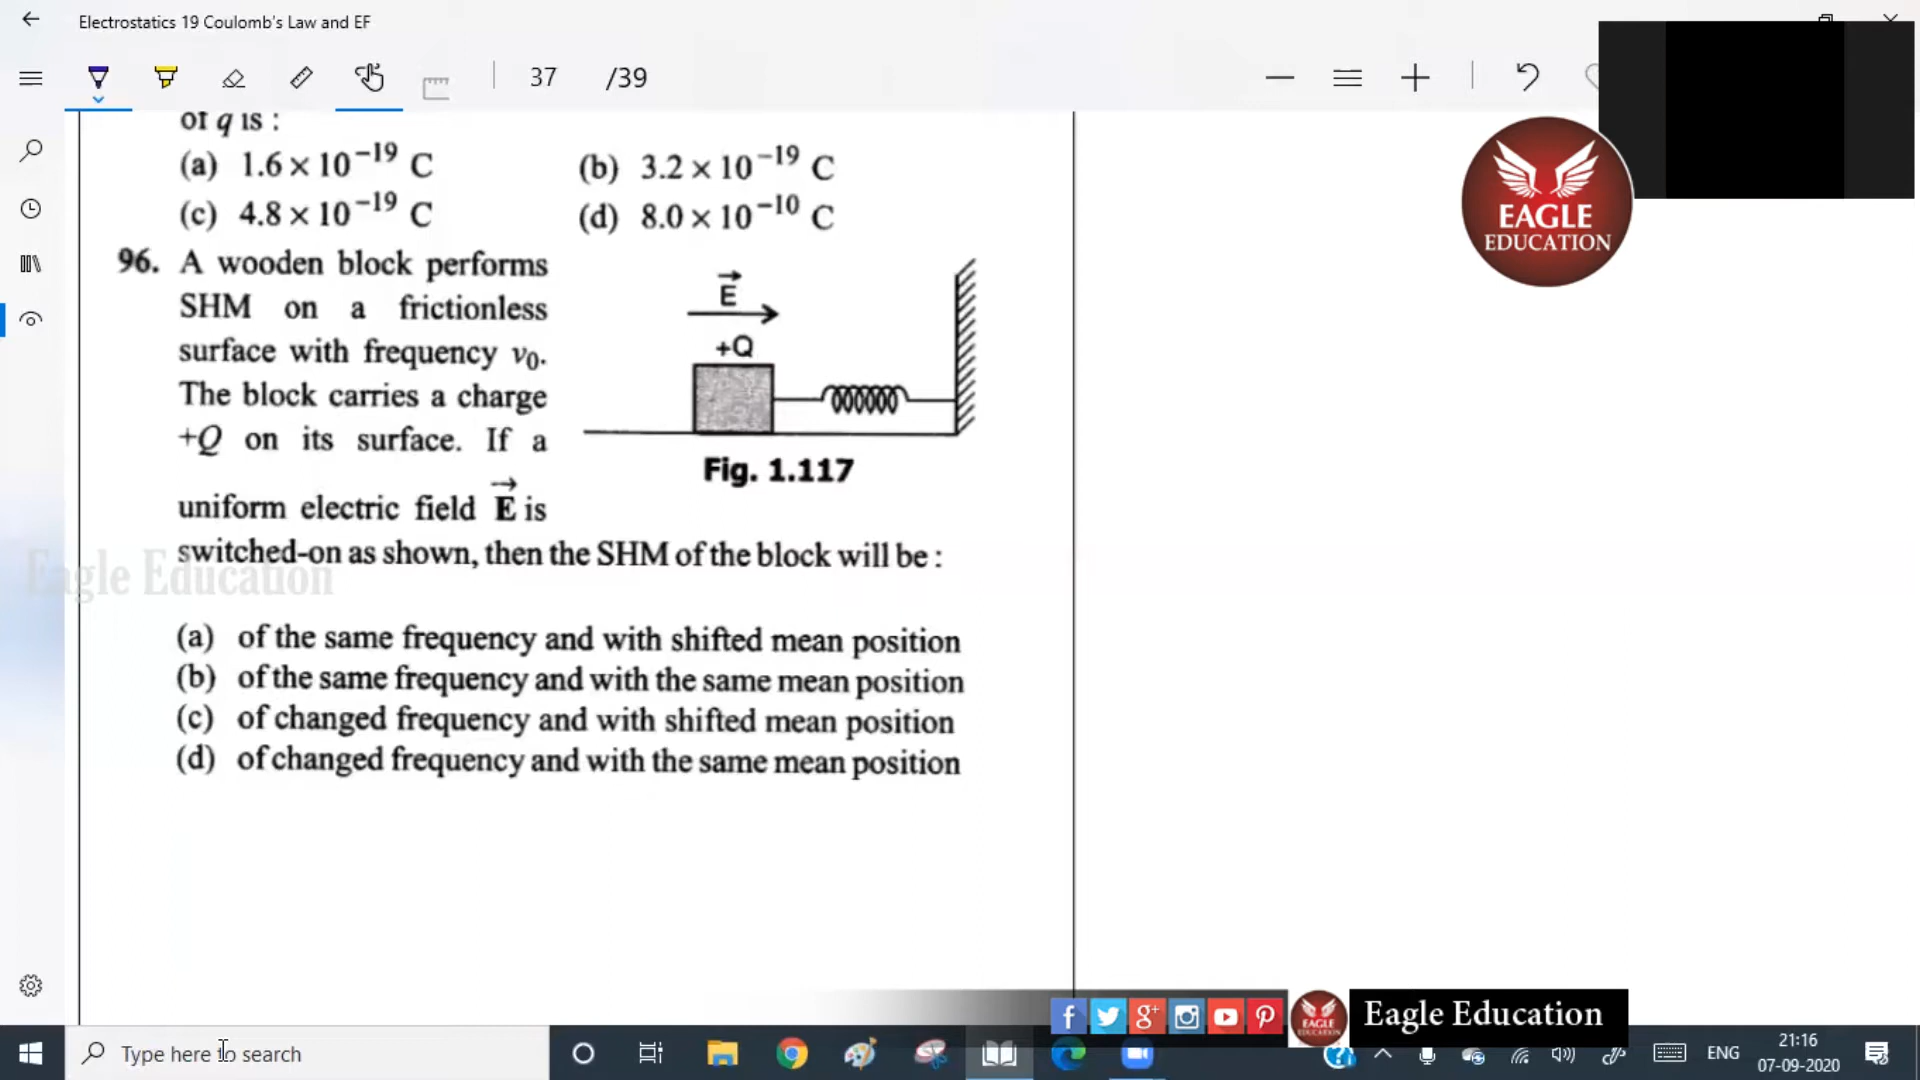 Electrostatics 19 Coulomb's Law and EF
37 /39
of q is :
(a) 1.6 × 10⁻¹⁹ C (b) 3.2 × 10⁻¹⁹ C
(c) 4.8 × 10⁻¹⁹ C (d) 8.0 × 10⁻¹⁰ C
96. A wooden block performs
SHM on a frictionless
surface with frequency ν₀.
The block carries a charge
+Q on its surface. If a
uniform electric field E⃗ is
switched-on as shown, then the SHM of the block will be :
E⃗
+Q
Fig. 1.117
(a) of the same frequency and with shifted mean position
(b) of the same frequency and with the same mean position
(c) of changed frequency and with shifted mean position
(d) of changed frequency and with the same mean position
Eagle Education
EAGLE
EDUCATION
f g+
EAGLE
EDUCATION
Eagle Education
Type here to search
ENG
21:16
07-09-2020